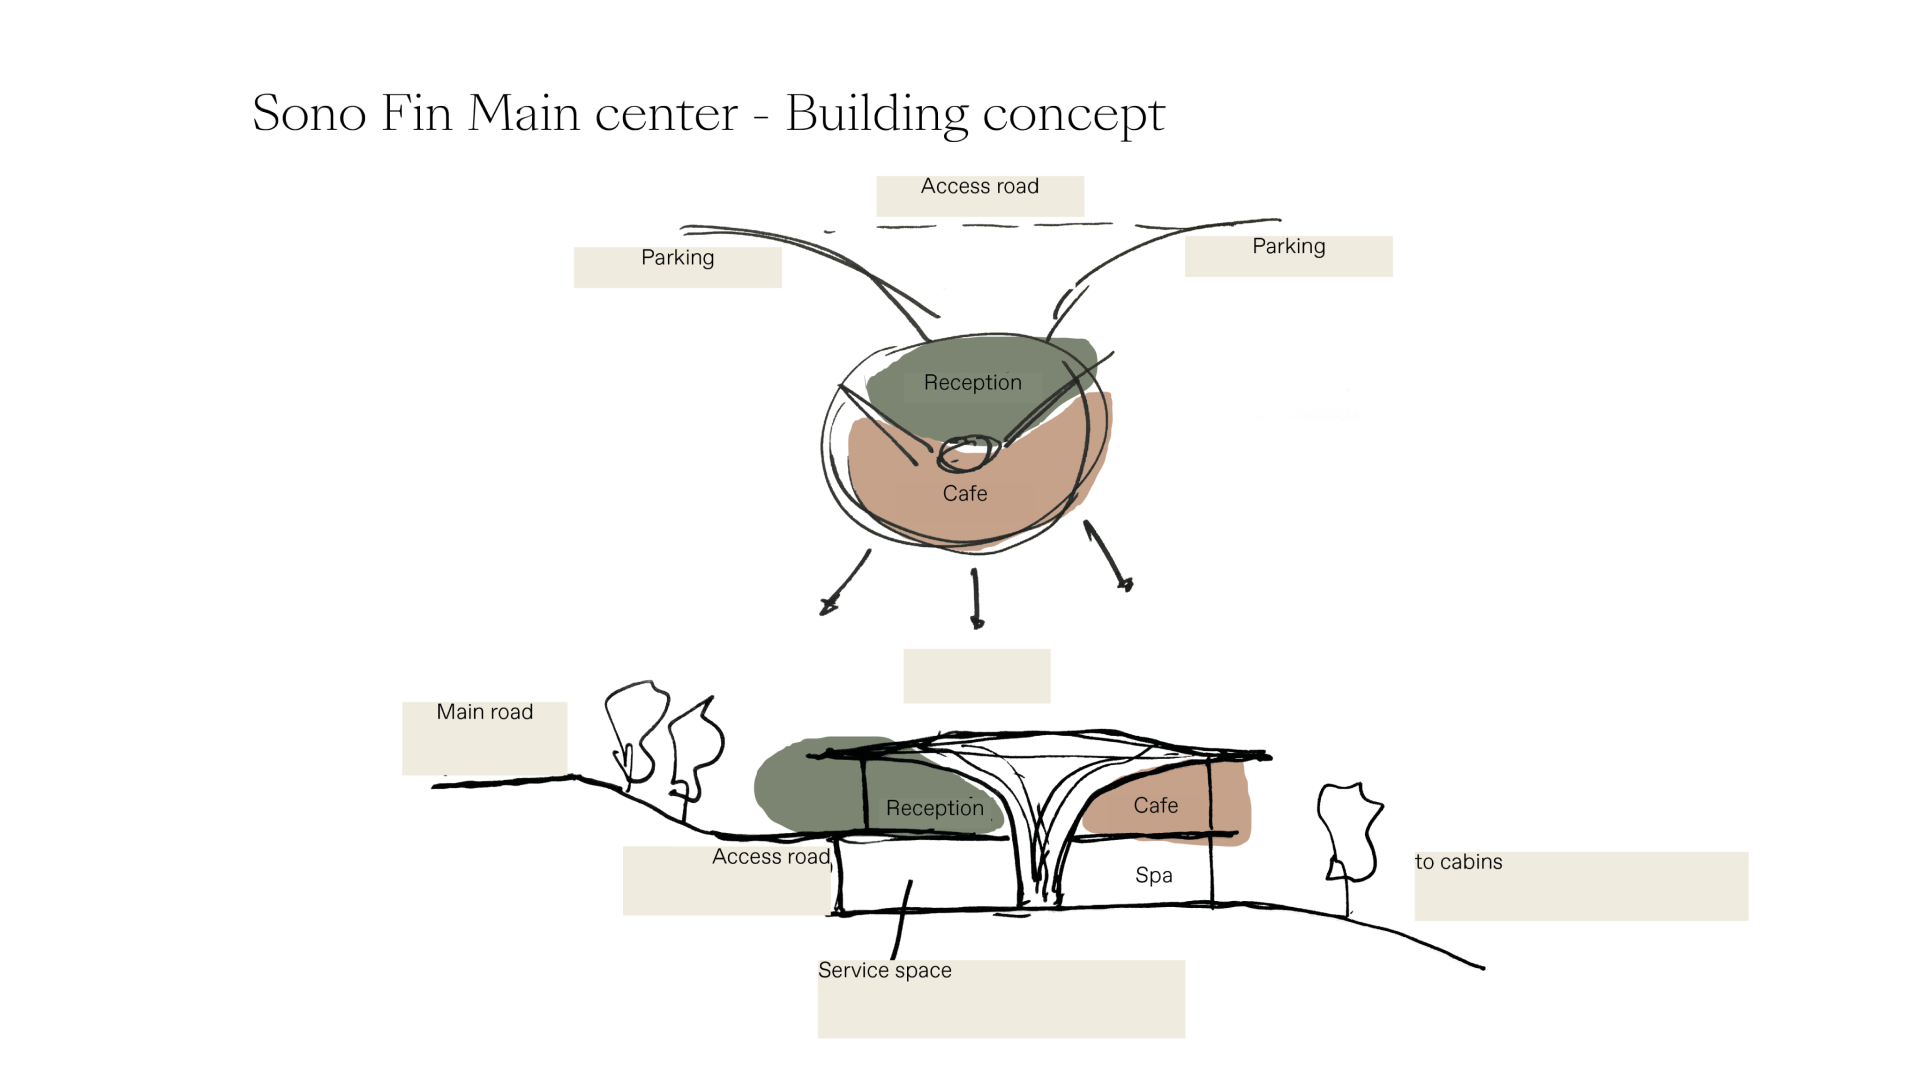 Sono Fin Main center - Building concept
Access road
Parking
Parking
Reception
Cafe
Main road
Reception
Cafe
Access road
Spa
to cabins
Service space